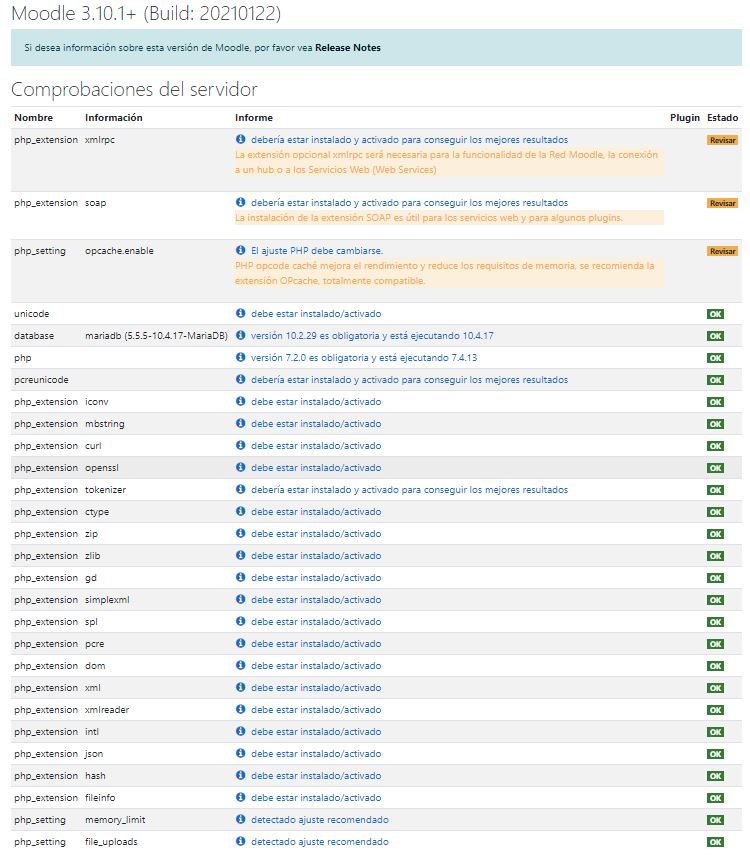 Moodle 3.10.1+ (Build: 20210122)
Si desea información sobre esta versión de Moodle, por favor vea Release Notes
Comprobaciones del servidor
Nombre Información Informe Plugin Estado
php_extension xmlrpc debería estar instalado y activado para conseguir los mejores resultados Revisar
La extensión opcional xmlrpc será necesaria para la funcionalidad de la Red Moodle, la conexión
a un hub o a los Servicios Web (Web Services)
php_extension soap debería estar instalado y activado para conseguir los mejores resultados Revisar
La instalación de la extensión SOAP es útil para los servicios web y para algunos plugins.
php_setting opcache.enable El ajuste PHP debe cambiarse. Revisar
PHP opcode caché mejora el rendimiento y reduce los requisitos de memoria, se recomienda la
extensión OPcache, totalmente compatible.
unicode debe estar instalado/activado OK
database mariadb (5.5.5-10.4.17-MariaDB) versión 10.2.29 es obligatoria y está ejecutando 10.4.17 OK
php versión 7.2.0 es obligatoria y está ejecutando 7.4.13 OK
pcreunicode debería estar instalado y activado para conseguir los mejores resultados OK
php_extension iconv debe estar instalado/activado OK
php_extension mbstring debe estar instalado/activado OK
php_extension curl debe estar instalado/activado OK
php_extension openssl debe estar instalado/activado OK
php_extension tokenizer debería estar instalado y activado para conseguir los mejores resultados OK
php_extension ctype debe estar instalado/activado OK
php_extension zip debe estar instalado/activado OK
php_extension zlib debe estar instalado/activado OK
php_extension gd debe estar instalado/activado OK
php_extension simplexml debe estar instalado/activado OK
php_extension spl debe estar instalado/activado OK
php_extension pcre debe estar instalado/activado OK
php_extension dom debe estar instalado/activado OK
php_extension xml debe estar instalado/activado OK
php_extension xmlreader debe estar instalado/activado OK
php_extension intl debe estar instalado/activado OK
php_extension json debe estar instalado/activado OK
php_extension hash debe estar instalado/activado OK
php_extension fileinfo debe estar instalado/activado OK
php_setting memory_limit detectado ajuste recomendado OK
php_setting file_uploads detectado ajuste recomendado OK